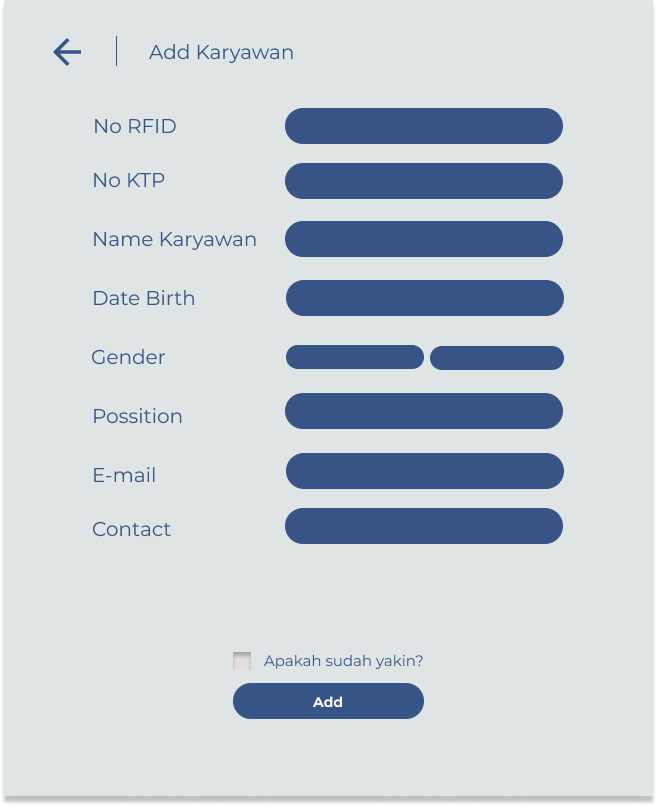 Add Karyawan
No RFID
No KTP
Name Karyawan
Date Birth
Gender
Possition
E-mail
Contact
Apakah sudah yakin?
Add